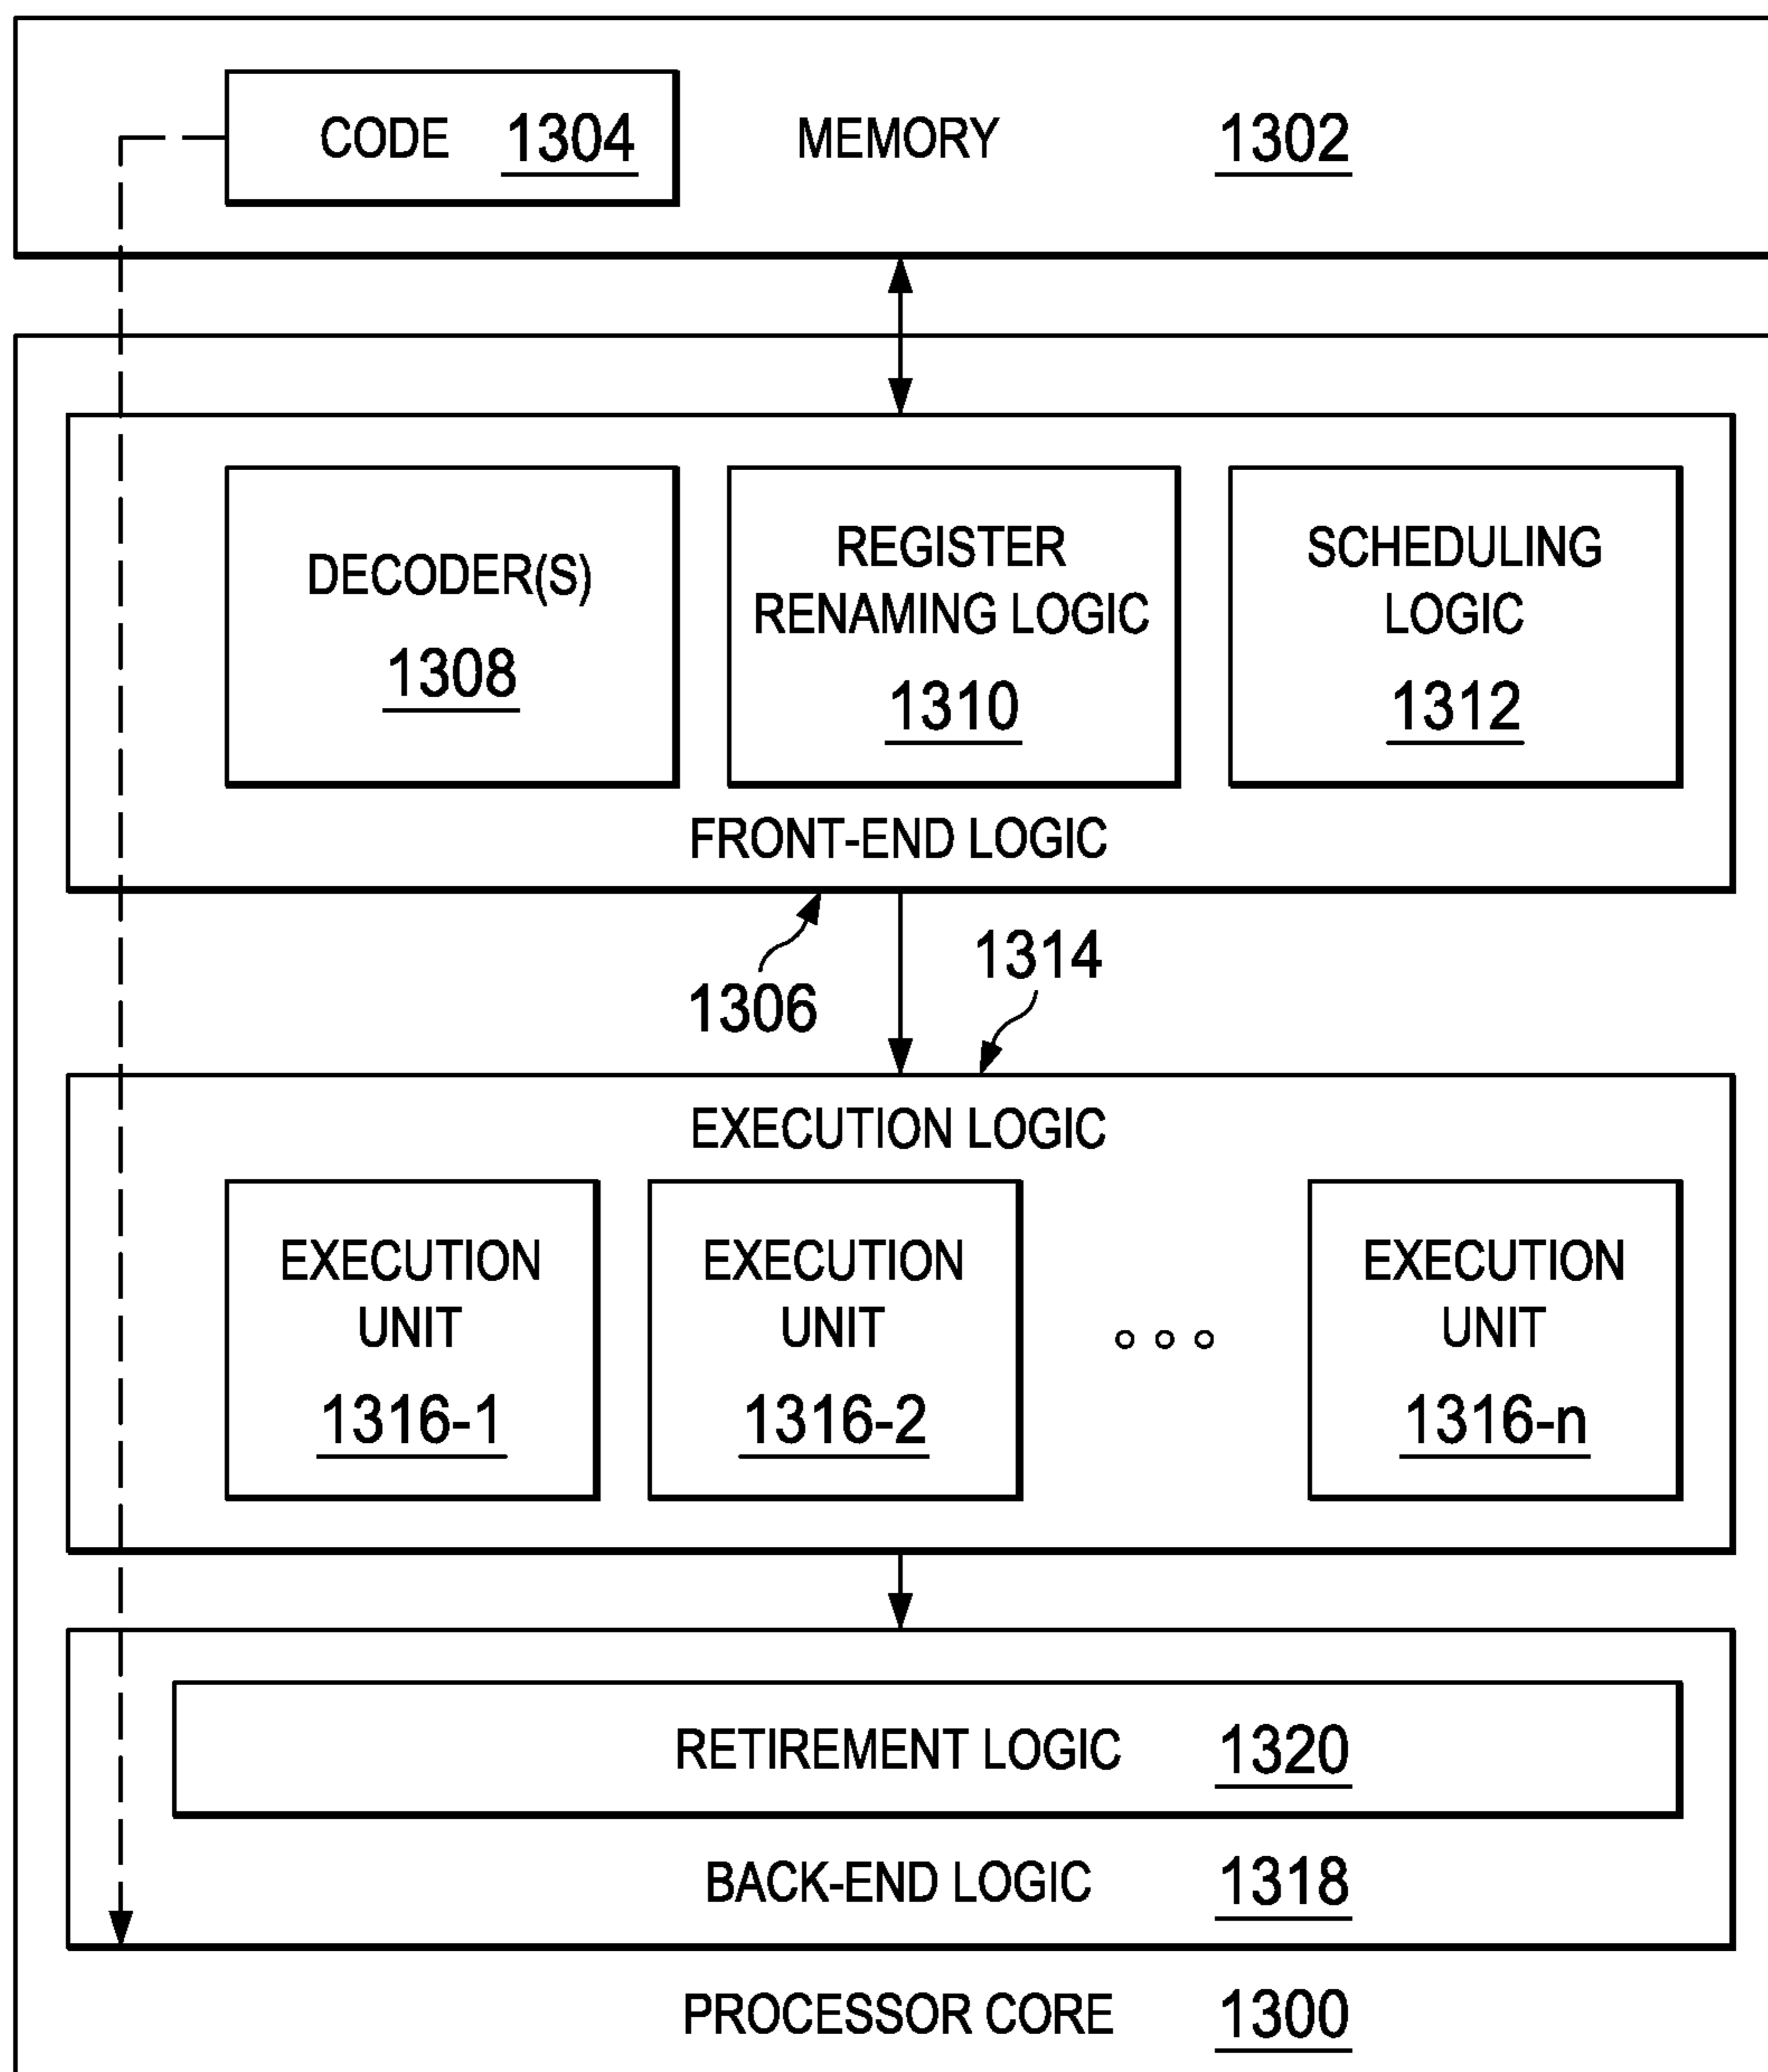 CODE 1304 MEMORY 1302
DECODER(S)
1308
REGISTER
RENAMING LOGIC
1310
SCHEDULING
LOGIC
1312
FRONT-END LOGIC
1306
1314
EXECUTION LOGIC
EXECUTION
UNIT
1316-1
EXECUTION
UNIT
1316-2
EXECUTION
UNIT
1316-n
RETIREMENT LOGIC 1320
BACK-END LOGIC 1318
PROCESSOR CORE 1300